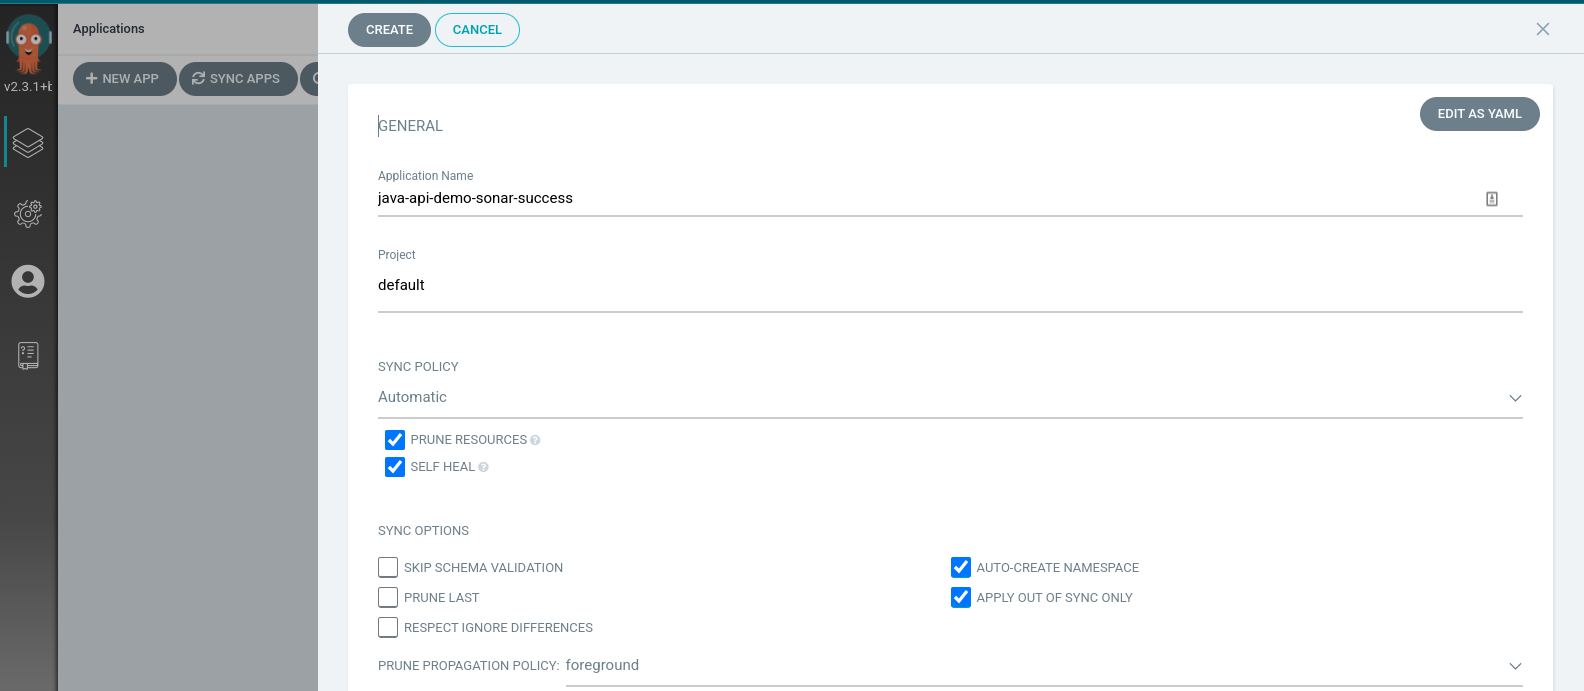 Applications
CREATE
CANCEL
v2.3.1+b
NEW APP
SYNC APPS
GENERAL
EDIT AS YAML
Application Name
java-api-demo-sonar-success
Project
default
SYNC POLICY
Automatic
PRUNE RESOURCES
SELF HEAL
SYNC OPTIONS
SKIP SCHEMA VALIDATION
AUTO-CREATE NAMESPACE
PRUNE LAST
APPLY OUT OF SYNC ONLY
RESPECT IGNORE DIFFERENCES
PRUNE PROPAGATION POLICY: foreground